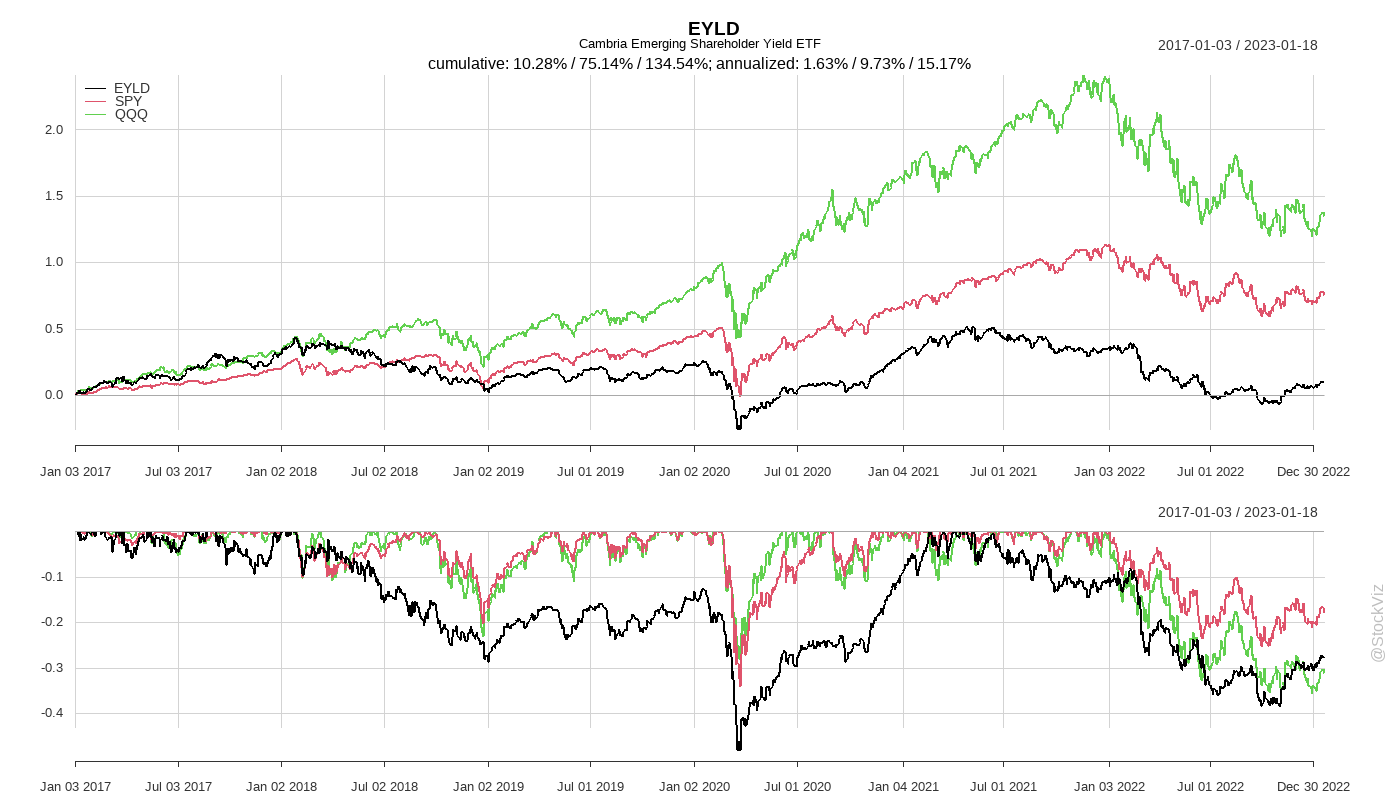 EYLD
Cambria Emerging Shareholder Yield ETF
2017-01-03 / 2023-01-18
cumulative: 10.28% / 75.14% / 134.54%; annualized: 1.63% / 9.73% / 15.17%
EYLD
SPY
QQQ
2.0
1.5
1.0
0.5
0.0
Jan 03 2017 Jul 03 2017 Jan 02 2018 Jul 02 2018 Jan 02 2019 Jul 01 2019 Jan 02 2020 Jul 01 2020 Jan 04 2021 Jul 01 2021 Jan 03 2022 Jul 01 2022 Dec 30 2022
2017-01-03 / 2023-01-18
-0.1
-0.2
-0.3
-0.4
Jan 03 2017 Jul 03 2017 Jan 02 2018 Jul 02 2018 Jan 02 2019 Jul 01 2019 Jan 02 2020 Jul 01 2020 Jan 04 2021 Jul 01 2021 Jan 03 2022 Jul 01 2022 Dec 30 2022
@StockViz